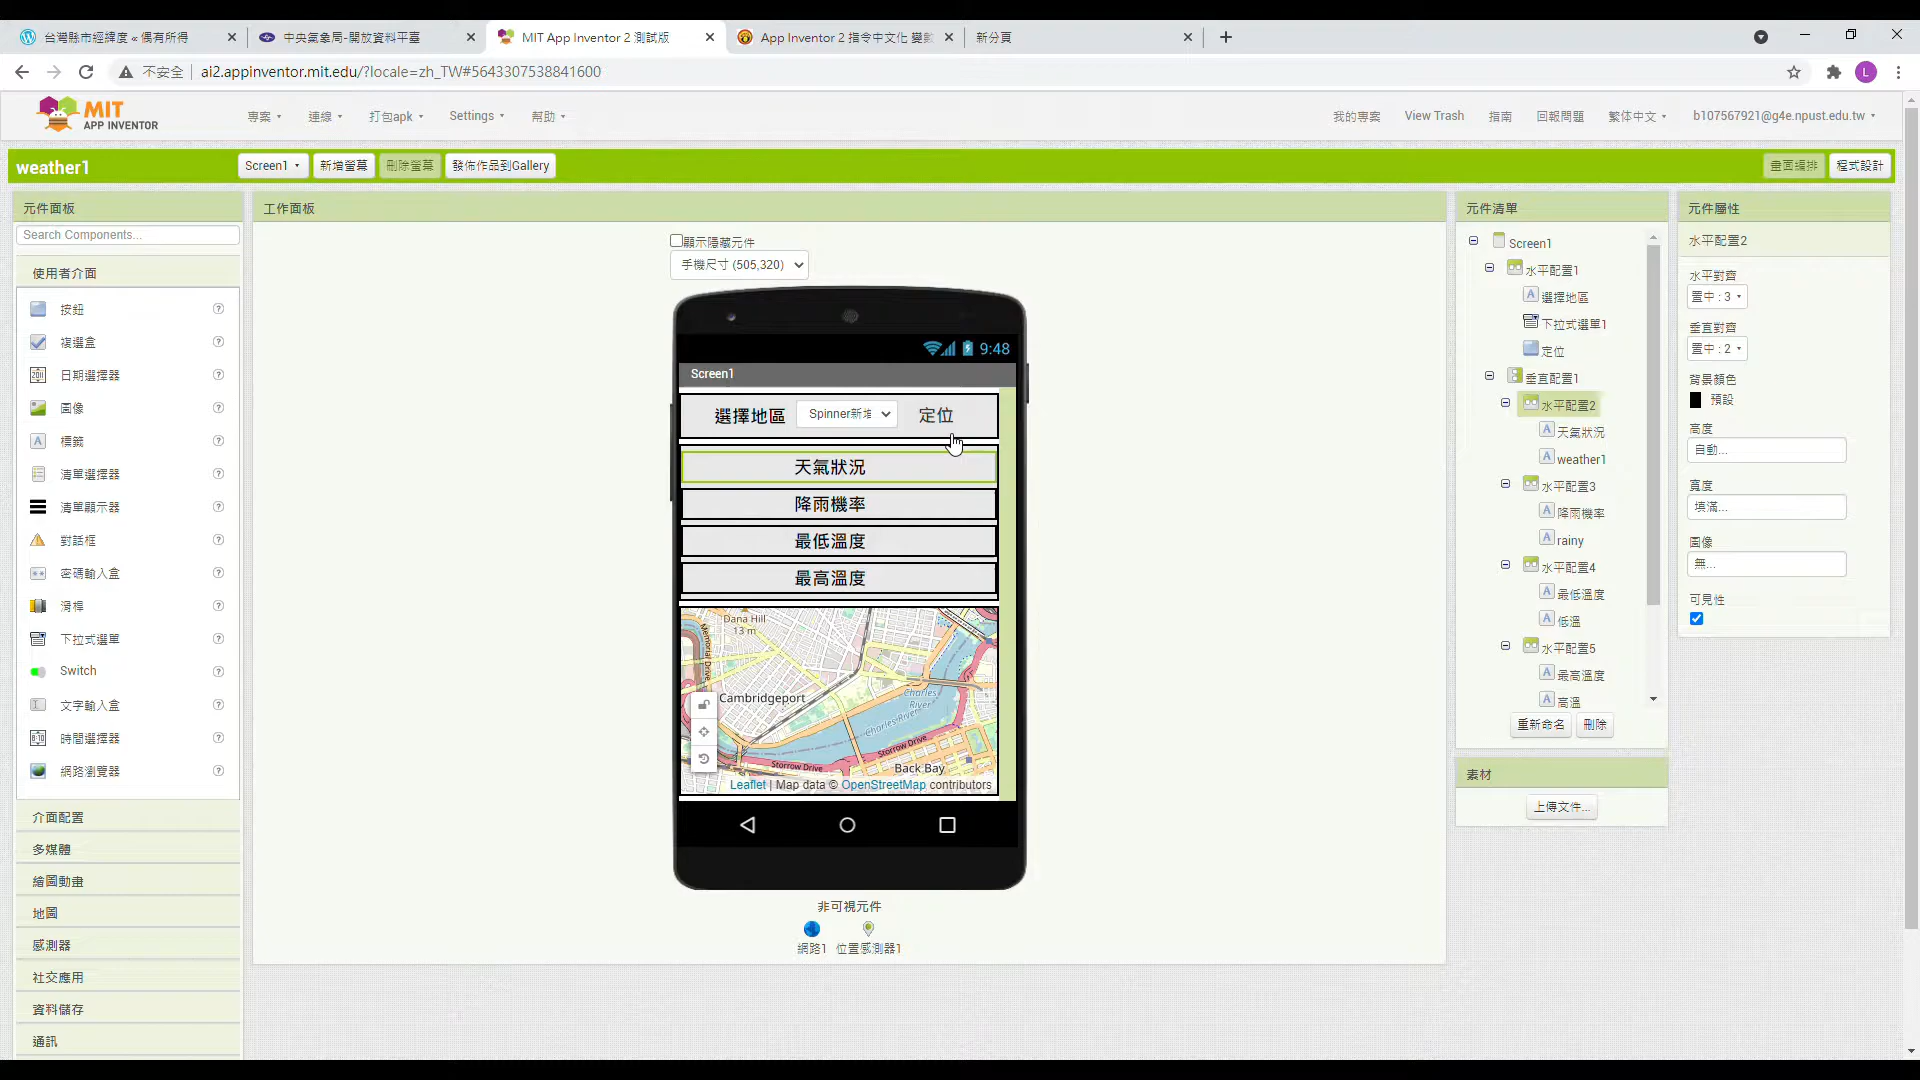 台灣縣市經緯度 « 偶有所得
中央氣象局-開放資料平臺
MIT App Inventor 2 測試版
App Inventor 2 指令中文化 變數
新分頁
不安全
ai2.appinventor.mit.edu/?locale=zh_TW#5643307538841600
L
MIT
APP INVENTOR
專案
連線
打包apk
Settings
幫助
我的專案
View Trash
指南
回報問題
繁体中文
b107567921@g4e.npust.edu.tw
weather1
Screen1
新增螢幕
刪除螢幕
發佈作品到Gallery
畫面編排
程式設計
元件面板
Search Components...
使用者介面
按鈕
複選盒
日期選擇器
圖像
標籤
清單選擇器
清單顯示器
對話框
密碼輸入盒
滑桿
下拉式選單
Switch
文字輸入盒
時間選擇器
網路瀏覽器
介面配置
多媒體
繪圖動畫
地圖
感測器
社交應用
資料儲存
通訊
工作面板
顯示隱藏元件
手機尺寸 (505,320)
9:48
Screen1
選擇地區
Spinner新增
定位
天氣狀況
降雨機率
最低溫度
最高溫度
Dana Hill
13 m
Memorial Drive
Cambridgeport
Charles
River
Charles River
Storrow Drive
Storrow Drive
Back Bay
Leaflet | Map data © OpenStreetMap contributors
非可視元件
網路1
位置感測器1
元件清單
Screen1
水平配置1
選擇地區
下拉式選單1
定位
垂直配置1
水平配置2
天氣狀況
weather1
水平配置3
降雨機率
rainy
水平配置4
最低溫度
低溫
水平配置5
最高溫度
高溫
重新命名
刪除
素材
上傳文件...
元件屬性
水平配置2
水平對齊
置中 : 3
垂直對齊
置中 : 2
背景顏色
預設
高度
自動...
寬度
填滿...
圖像
無...
可見性